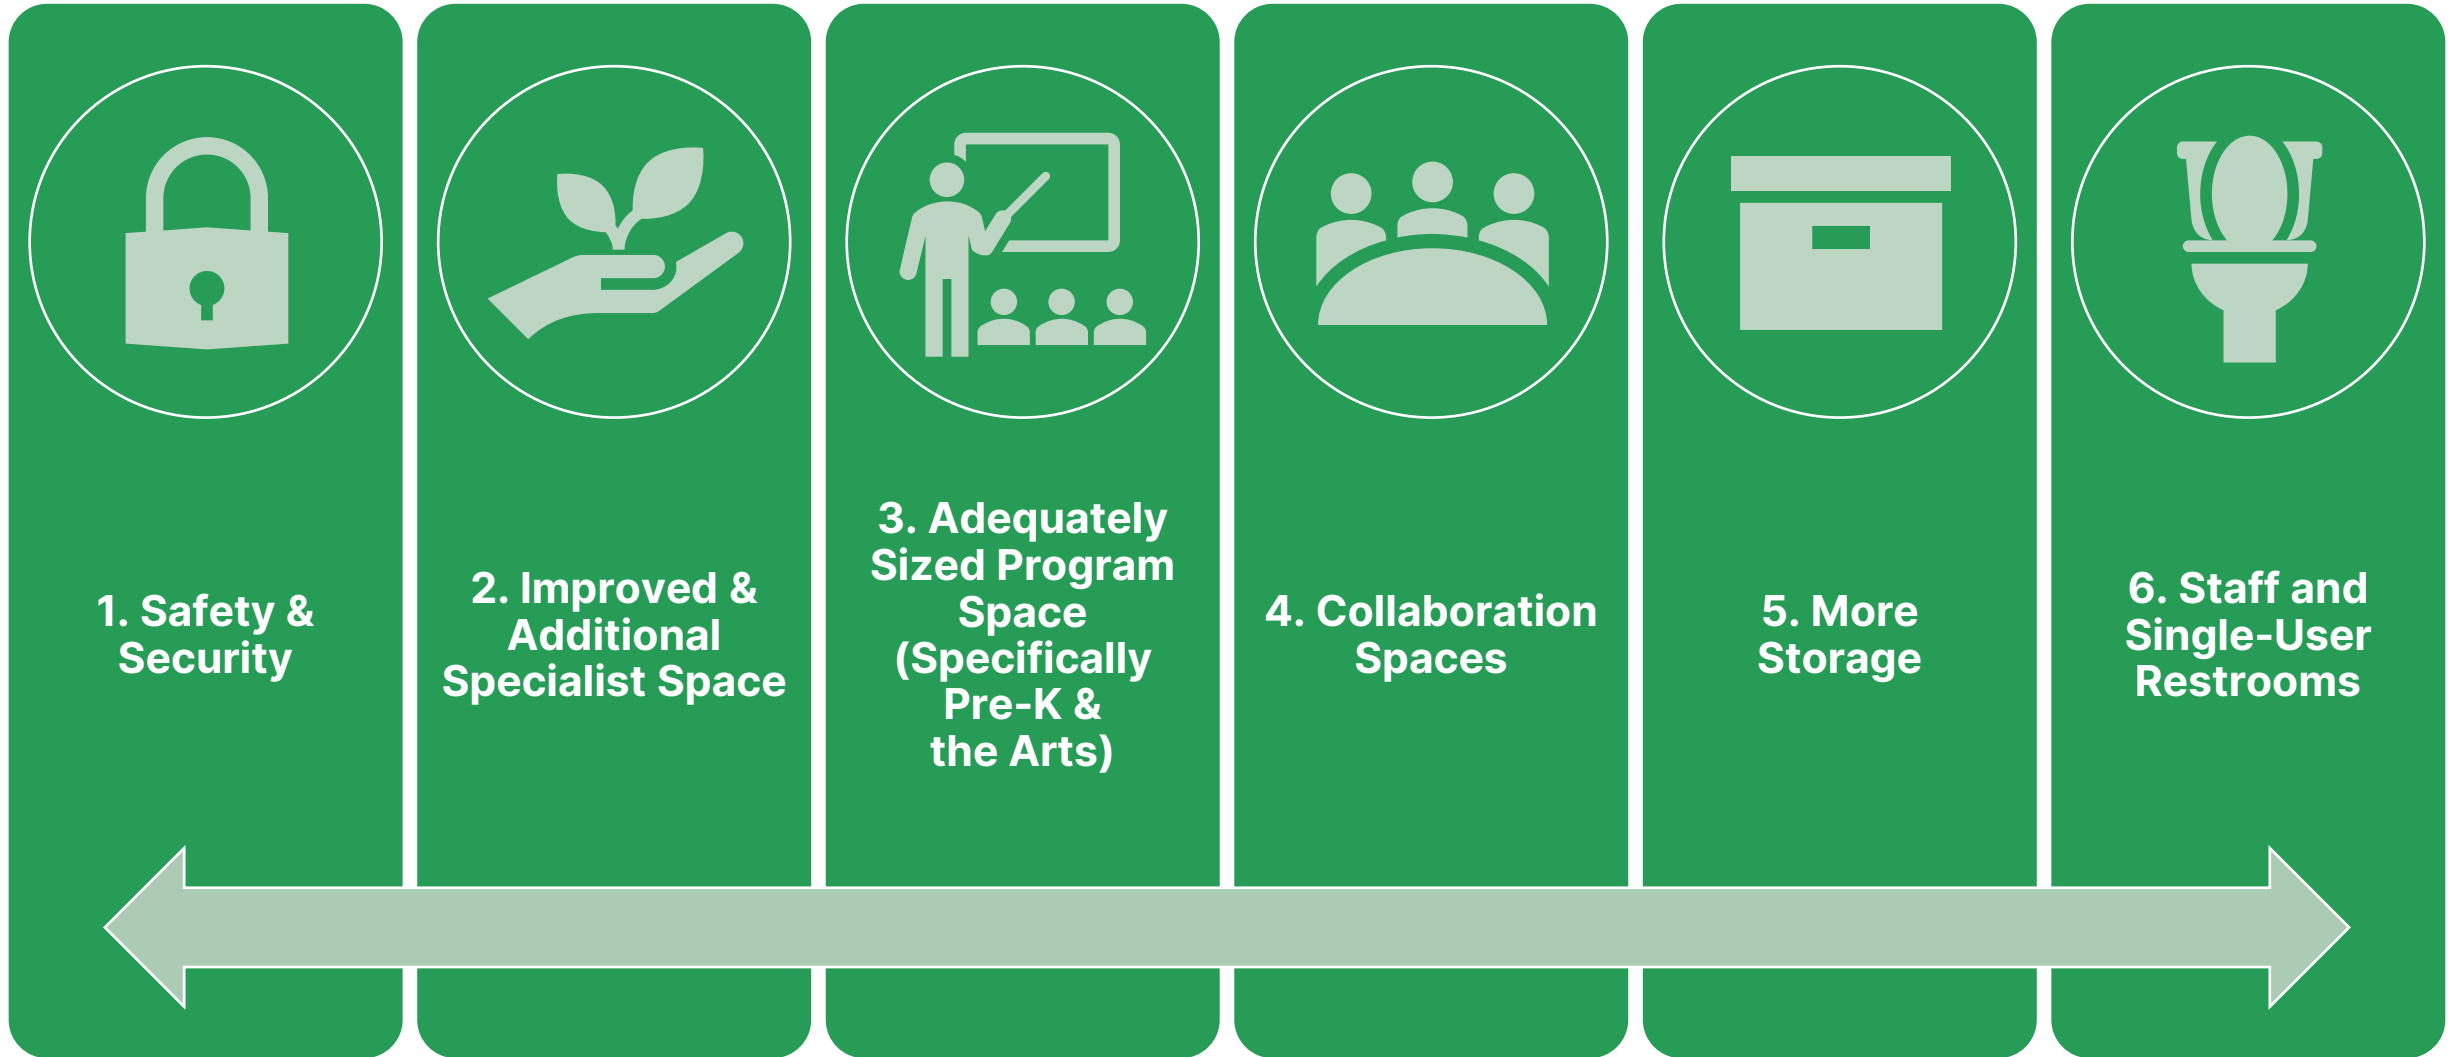 1. Safety &
Security
2. Improved &
Additional
Specialist Space
3. Adequately
Sized Program
Space
(Specifically
Pre-K &
the Arts)
4. Collaboration
Spaces
5. More
Storage
6. Staff and
Single-User
Restrooms